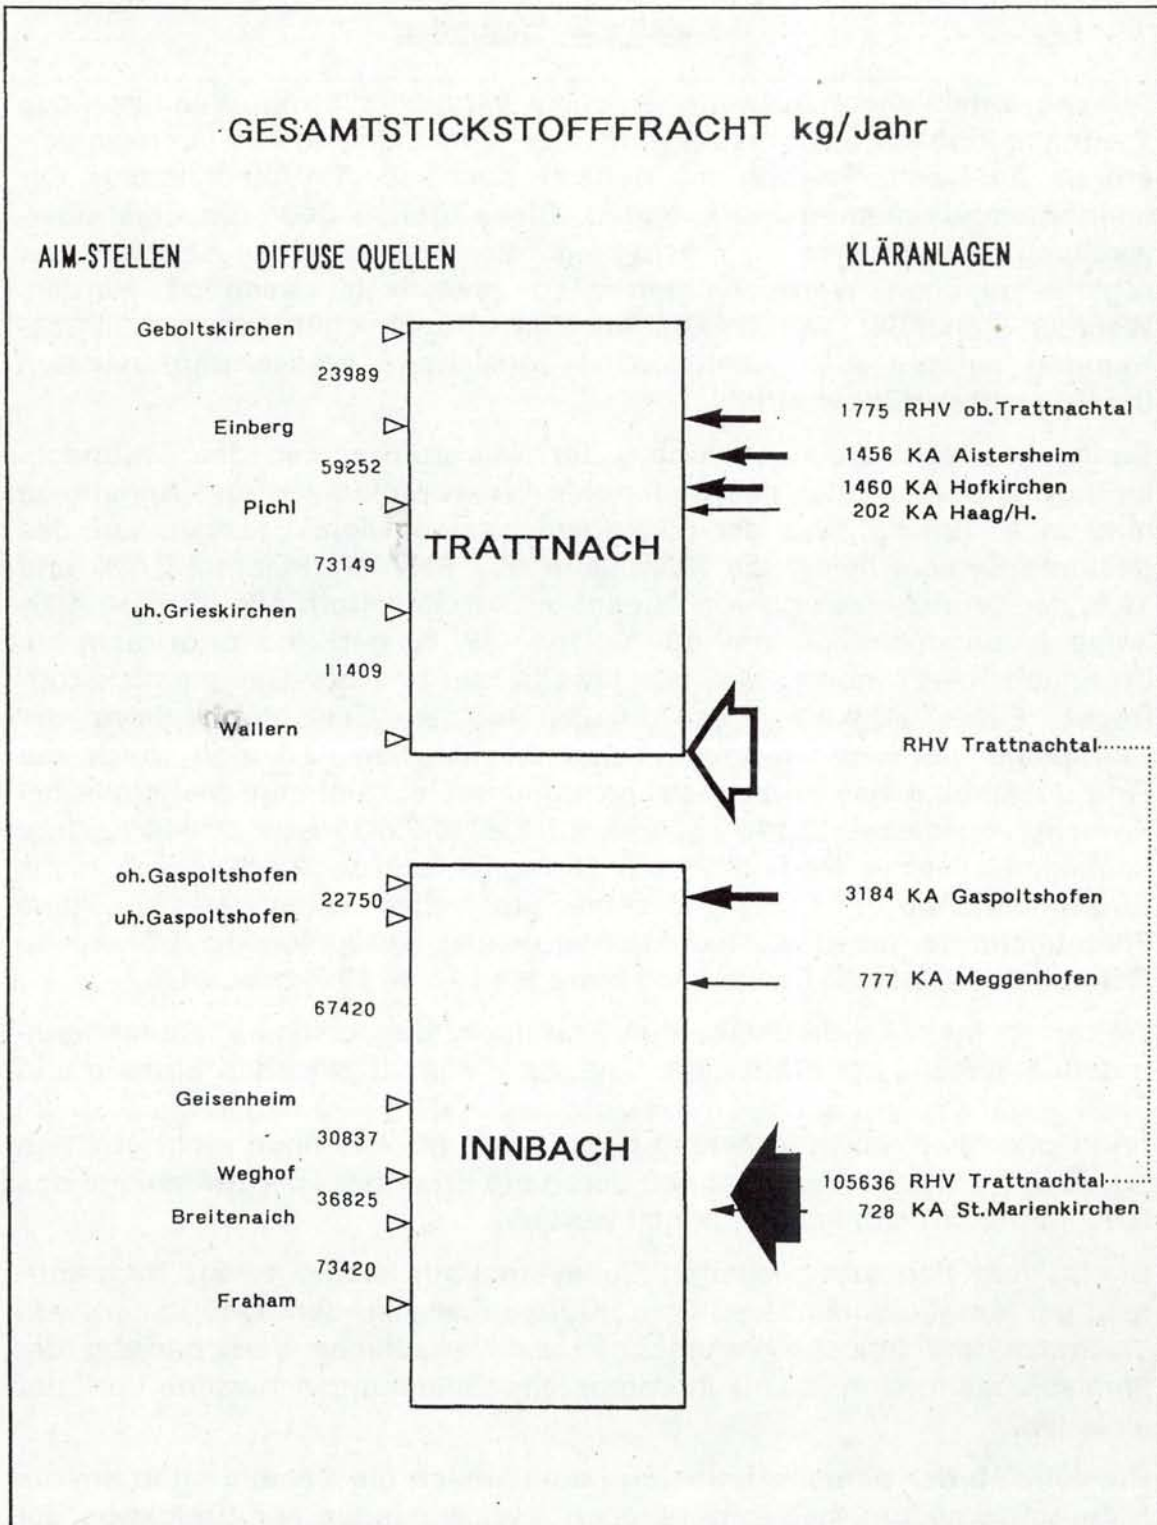 GESAMTSTICKSTOFFFRACHT kg/Jahr
AIM-STELLEN DIFFUSE QUELLEN KLÄRANLAGEN
Geboltskirchen
23989
1775 RHV ob.Trattnachtal
Einberg
1456 KA Aistersheim
59252
1460 KA Hofkirchen
Pichl
202 KA Haag/H.
TRATTNACH
73149
uh.Grieskirchen
11409
Wallern
RHV Trattnachtal
oh.Gaspoltshofen
22750
3184 KA Gaspoltshofen
uh.Gaspoltshofen
777 KA Meggenhofen
67420
Geisenheim
30837
INNBACH
Weghof
105636 RHV Trattnachtal
36825
728 KA St.Marienkirchen
Breitenaich
73420
Fraham